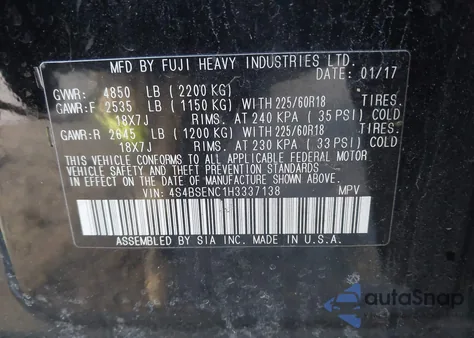 MFD BY FUJI HEAVY INDUSTRIES LTD.
DATE: 01/17
GVWR: 4850 LB (2200 KG)
GAWR:F 2535 LB (1150 KG) WITH 225/60R18 TIRES.
18X7J RIMS. AT 240 KPA (35 PSI) COLD
GAWR:R 2645 LB (1200 KG) WITH 225/60R18 TIRES.
18X7J RIMS. AT 230 KPA (33 PSI) COLD
THIS VEHICLE CONFORMS TO ALL APPLICABLE FEDERAL MOTOR
VEHICLE SAFETY STANDARDS IN EFFECT ON THE DATE OF
MANUFACTURE SHOWN ABOVE.
VIN: 4S4BSENC1H3337138 MPV
ASSEMBLED BY SIA INC. MADE IN U.S.A.
autoSnap